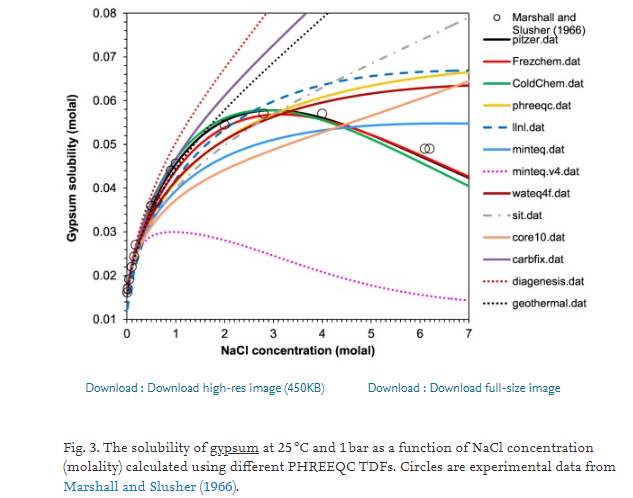 0.08
0.07
0.06
0.05
0.04
0.03
0.02
0.01
Gypsum solubility (molal)
0 1 2 3 4 5 6 7
NaCl concentration (molal)
Marshall and
Slusher (1966)
pitzer.dat
Frezchem.dat
ColdChem.dat
phreeqc.dat
llnl.dat
minteq.dat
minteq.v4.dat
wateq4f.dat
sit.dat
core10.dat
carbfix.dat
diagenesis.dat
geothermal.dat
Download : Download high-res image (450KB) Download : Download full-size image
Fig. 3. The solubility of gypsum at 25 °C and 1 bar as a function of NaCl concentration
(molality) calculated using different PHREEQC TDFs. Circles are experimental data from
Marshall and Slusher (1966).